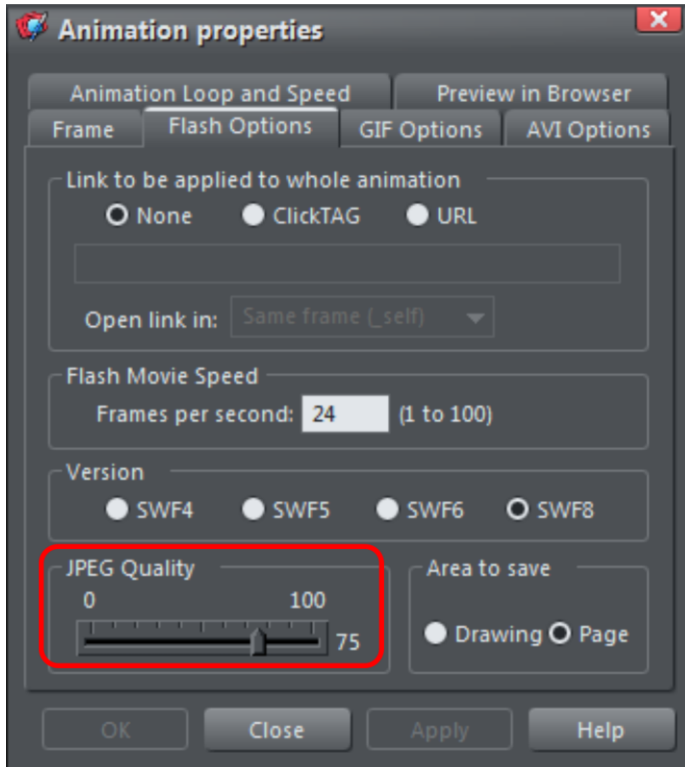 Animation properties
Animation Loop and Speed Preview in Browser
Frame Flash Options GIF Options AVI Options
Link to be applied to whole animation
None ClickTAG URL
Open link in: Same frame (_self)
Flash Movie Speed
Frames per second: 24 (1 to 100)
Version
SWF4 SWF5 SWF6 SWF8
JPEG Quality Area to save
0 100
75 Drawing Page
OK Close Apply Help